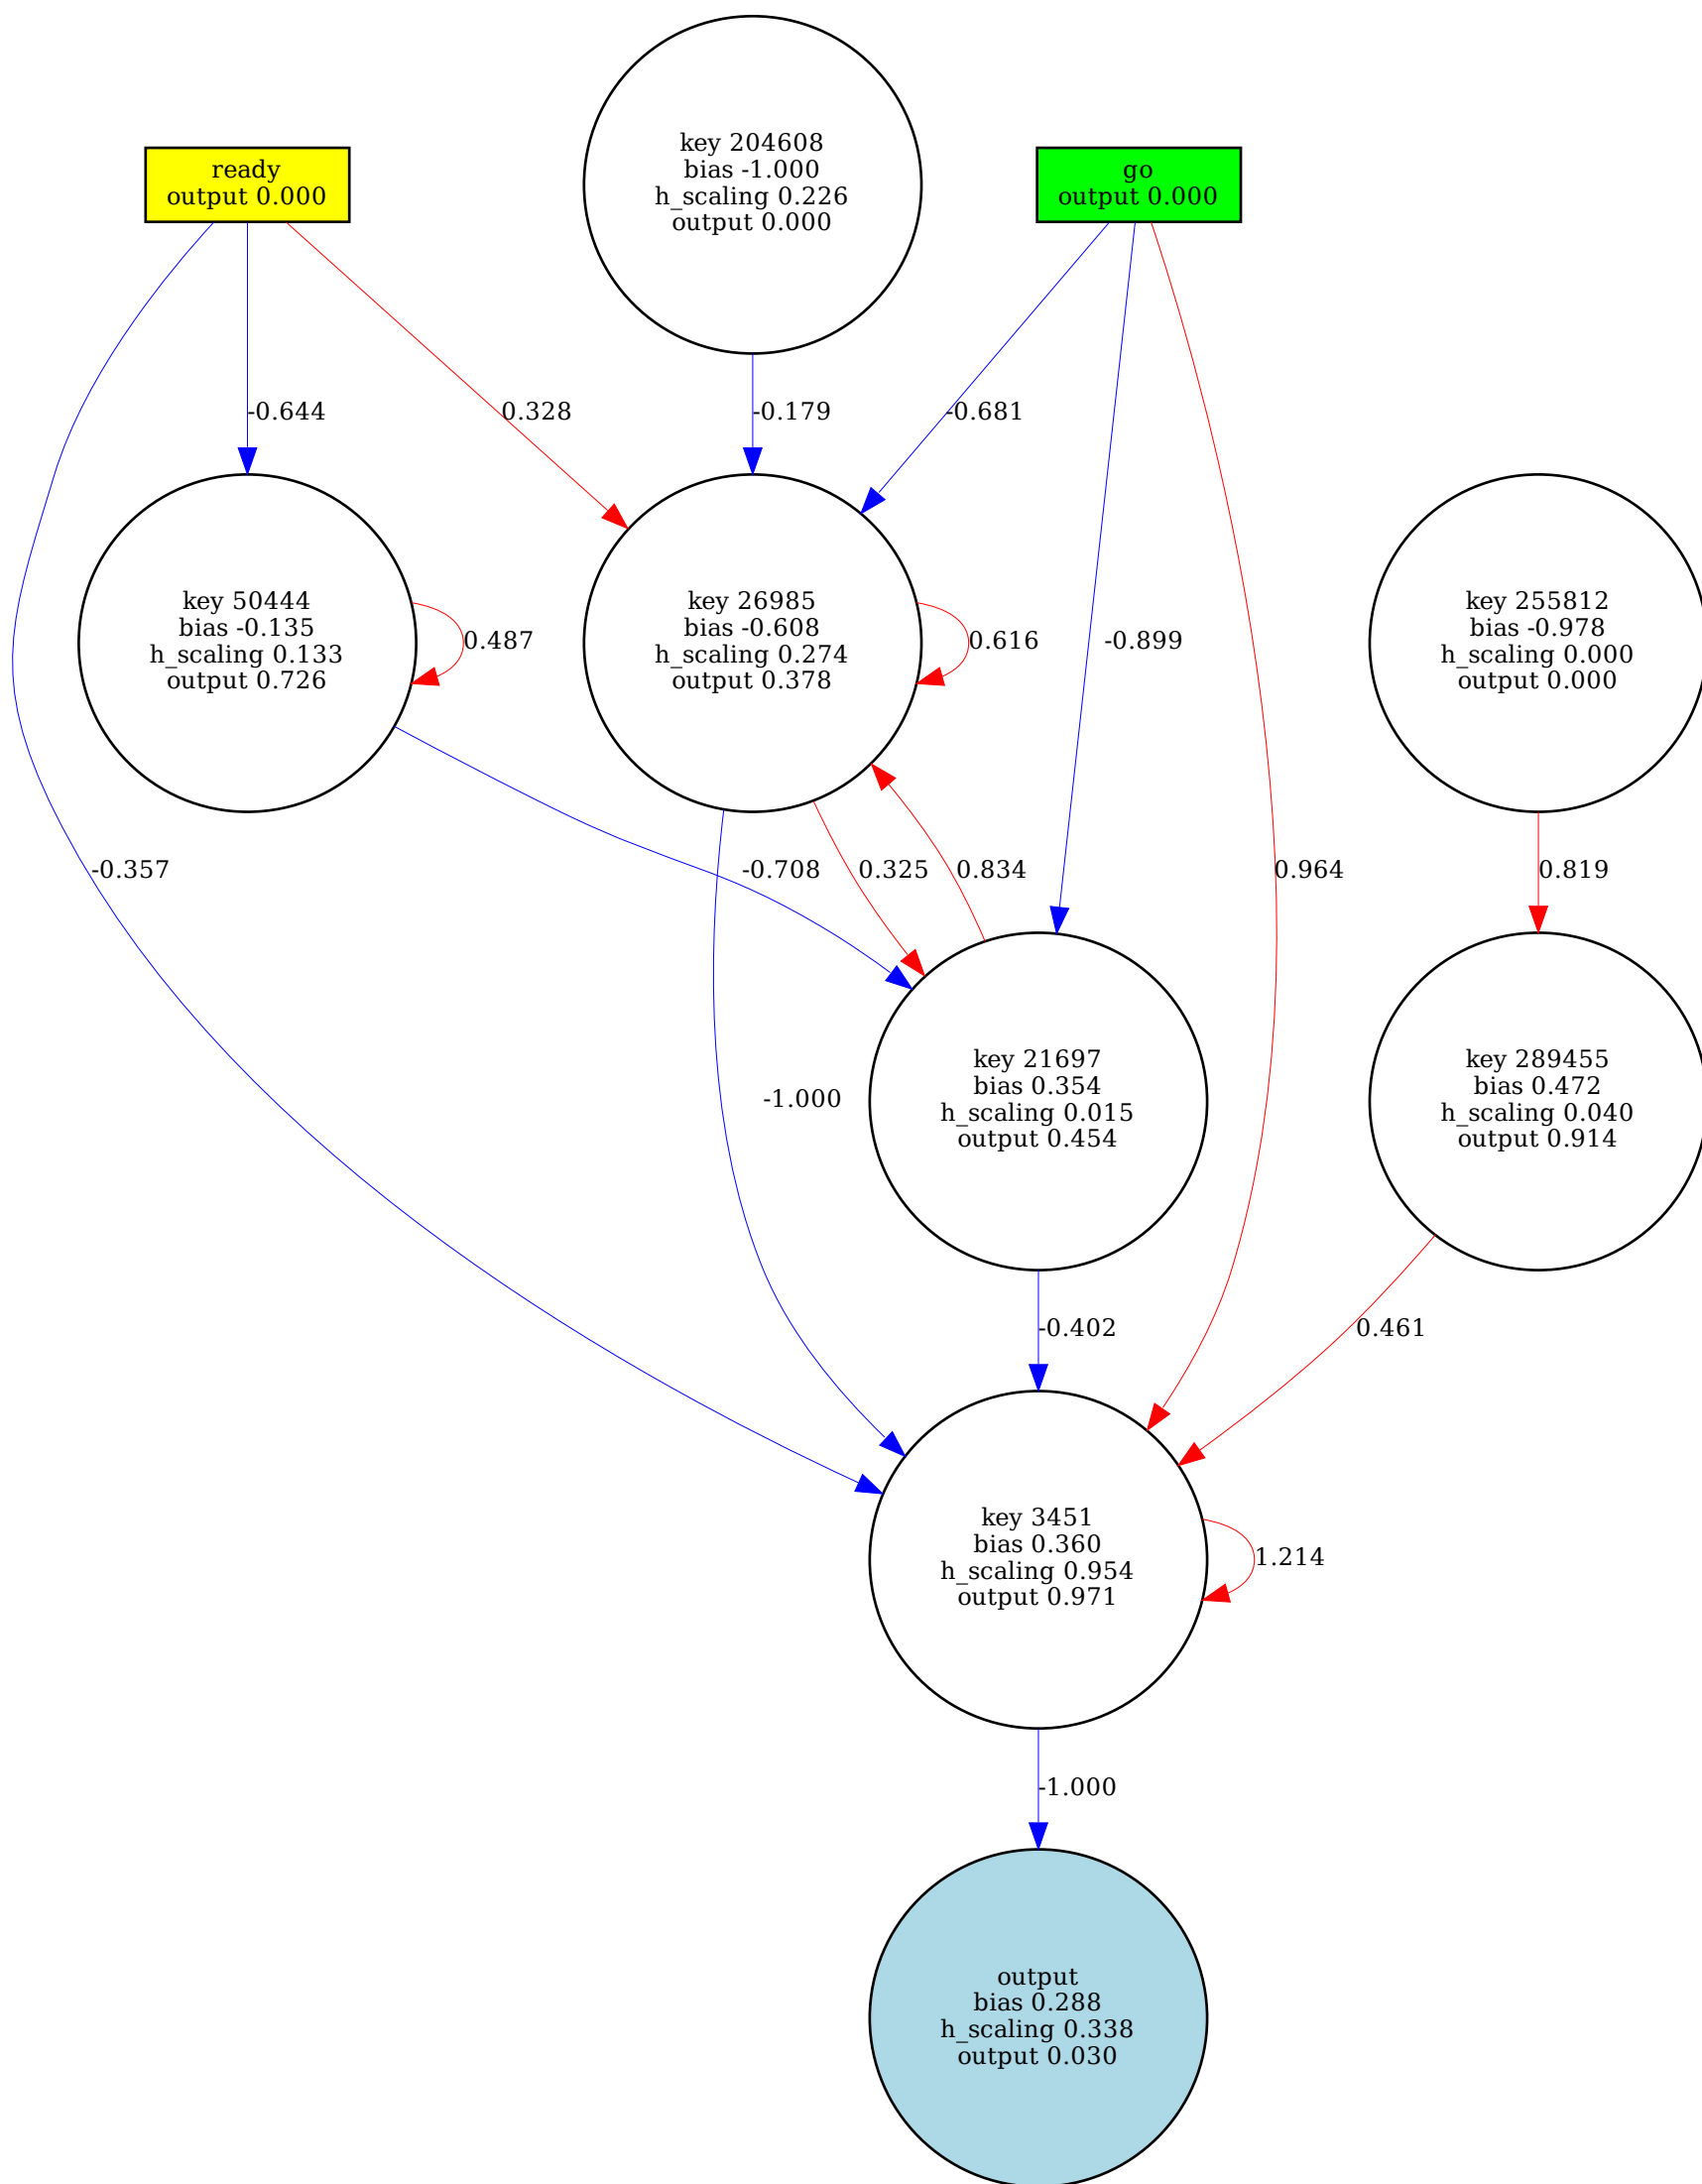 key 204608
bias -1.000
h_scaling 0.226
output 0.000
ready
output 0.000
go
output 0.000
-0.644
0.328
-0.179
-0.681
key 50444
bias -0.135
h_scaling 0.133
output 0.726
0.487
key 26985
bias -0.608
h_scaling 0.274
output 0.378
0.616
-0.899
key 255812
bias -0.978
h_scaling 0.000
output 0.000
-0.357
-0.708
0.325
0.834
0.964
0.819
-1.000
key 21697
bias 0.354
h_scaling 0.015
output 0.454
key 289455
bias 0.472
h_scaling 0.040
output 0.914
-0.402
0.461
key 3451
bias 0.360
h_scaling 0.954
output 0.971
1.214
-1.000
output
bias 0.288
h_scaling 0.338
output 0.030